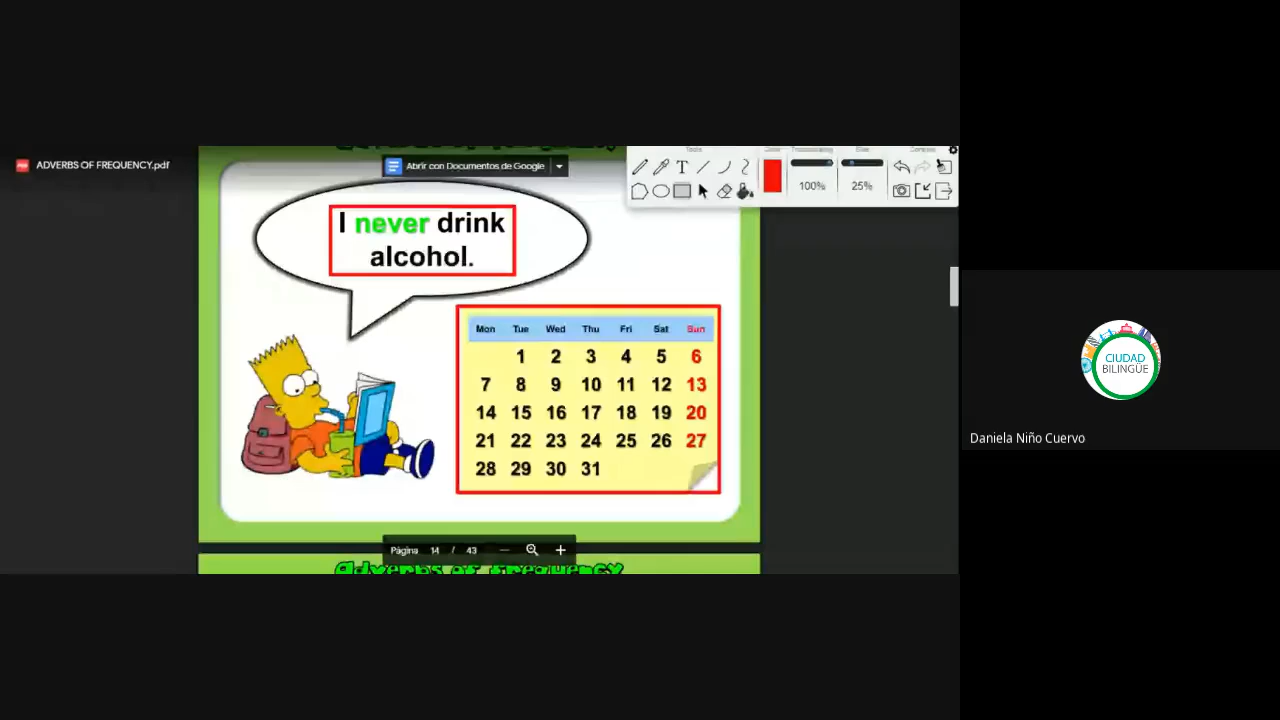 ADVERBS OF FREQUENCY.pdf
Abrir con Documentos de Google
100%
25%
I never drink
alcohol.
Mon Tue Wed Thu Fri Sat Sun
1 2 3 4 5 6
7 8 9 10 11 12 13
14 15 16 17 18 19 20
21 22 23 24 25 26 27
28 29 30 31
Página 14 / 43
Adverbs of Frequency
CIUDAD
BILINGÜE
Daniela Niño Cuervo